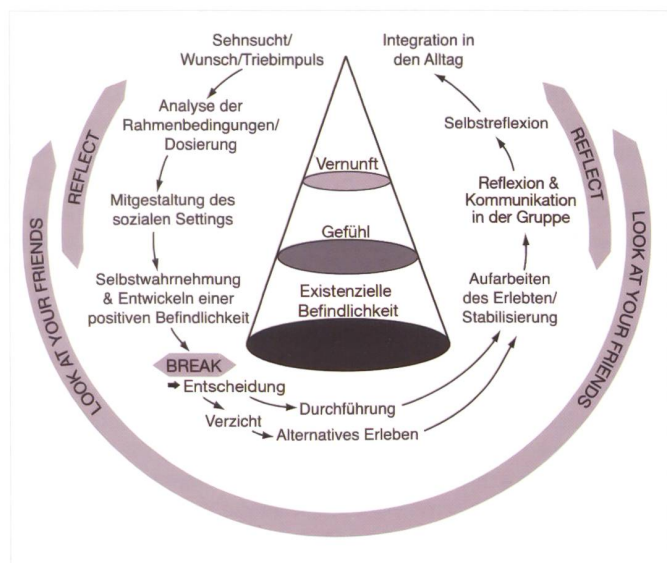 Sehnsucht/
Wunsch/Triebimpuls
Analyse der
Rahmenbedingungen/
Dosierung
Mitgestaltung des
sozialen Settings
Selbstwahrnehmung
& Entwickeln einer
positiven Befindlichkeit
BREAK
➨ Entscheidung
Verzicht
Durchführung
Alternatives Erleben
Vernunft
Gefühl
Existenzielle
Befindlichkeit
Integration in
den Alltag
Selbstreflexion
Reflexion &
Kommunikation
in der Gruppe
Aufarbeiten
des Erlebten/
Stabilisierung
REFLECT
LOOK AT YOUR FRIENDS
REFLECT
LOOK AT YOUR FRIENDS